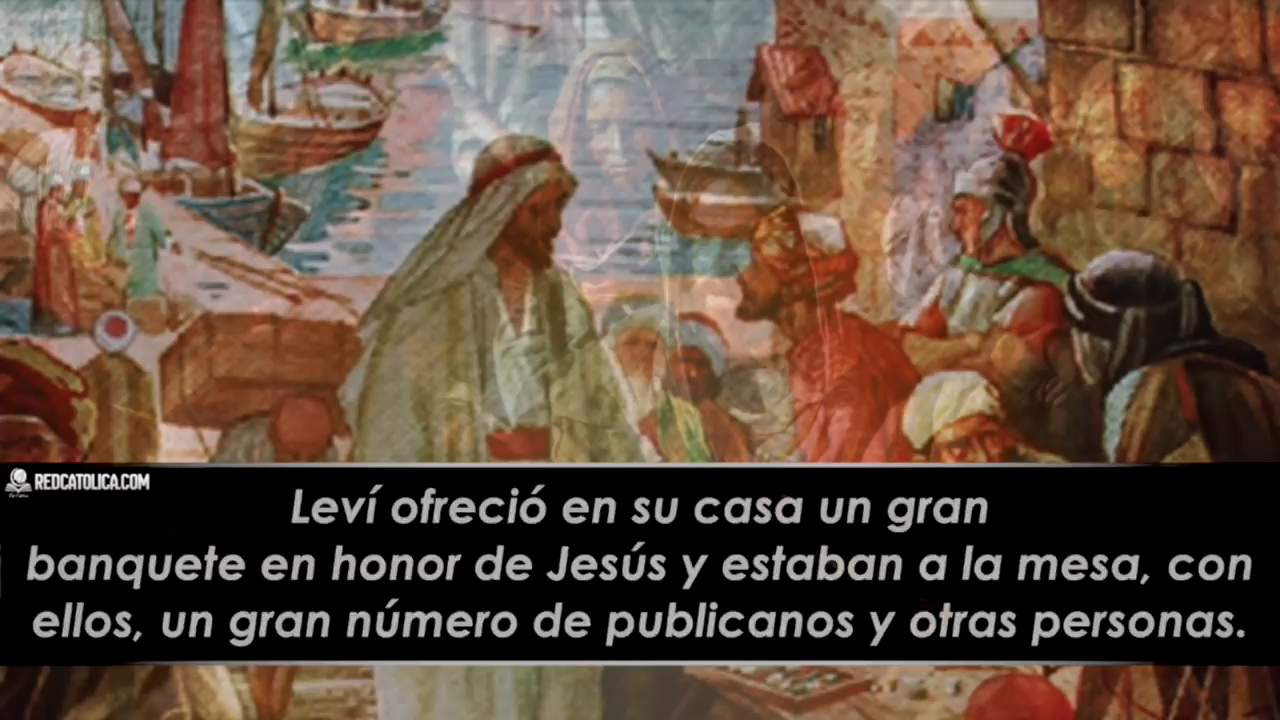 REDCATOLICA.COM
Leví ofreció en su casa un gran
banquete en honor de Jesús y estaban a la mesa, con
ellos, un gran número de publicanos y otras personas.